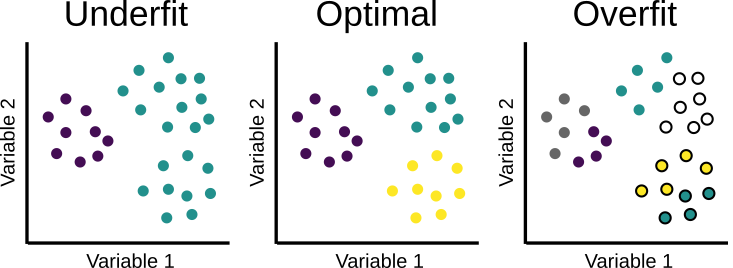 Underfit
Optimal
Overfit
Variable 2
Variable 2
Variable 2
Variable 1
Variable 1
Variable 1